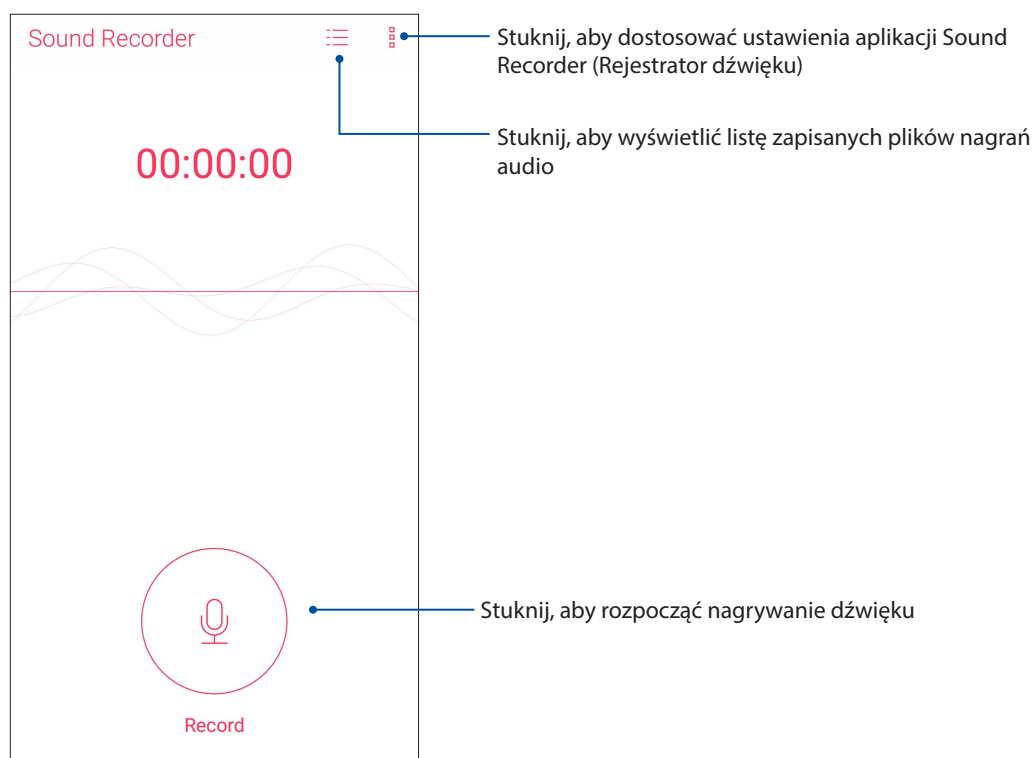 Sound Recorder
Stuknij, aby dostosować ustawienia aplikacji Sound
Recorder (Rejestrator dźwięku)
Stuknij, aby wyświetlić listę zapisanych plików nagrań
audio
00:00:00
Stuknij, aby rozpocząć nagrywanie dźwięku
Record